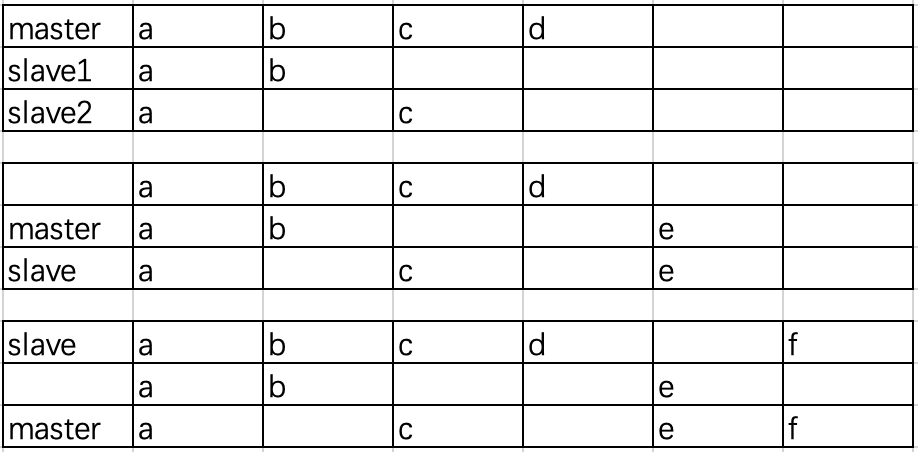 master a b c d
slave1 a b
slave2 a c
a b c d
master a b e
slave a c e
slave a b c d f
a b e
master a c e f